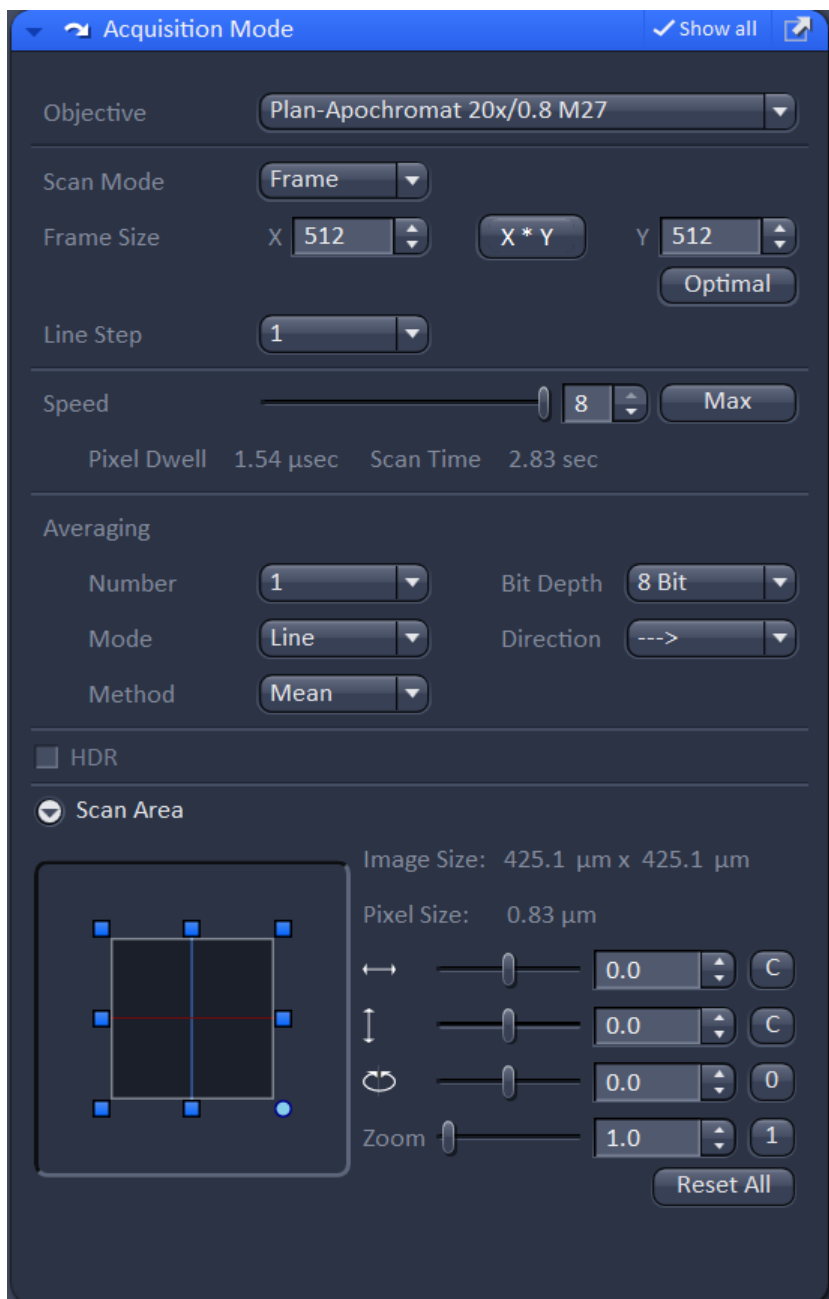 Acquisition Mode Show all
Objective Plan-Apochromat 20x/0.8 M27
Scan Mode Frame
Frame Size X 512 X * Y Y 512
Optimal
Line Step 1
Speed 8 Max
Pixel Dwell 1.54 µsec Scan Time 2.83 sec
Averaging
Number 1 Bit Depth 8 Bit
Mode Line Direction --->
Method Mean
HDR
Scan Area
Image Size: 425.1 µm x 425.1 µm
Pixel Size: 0.83 µm
0.0 C
0.0 C
0.0 0
Zoom 1.0 1
Reset All